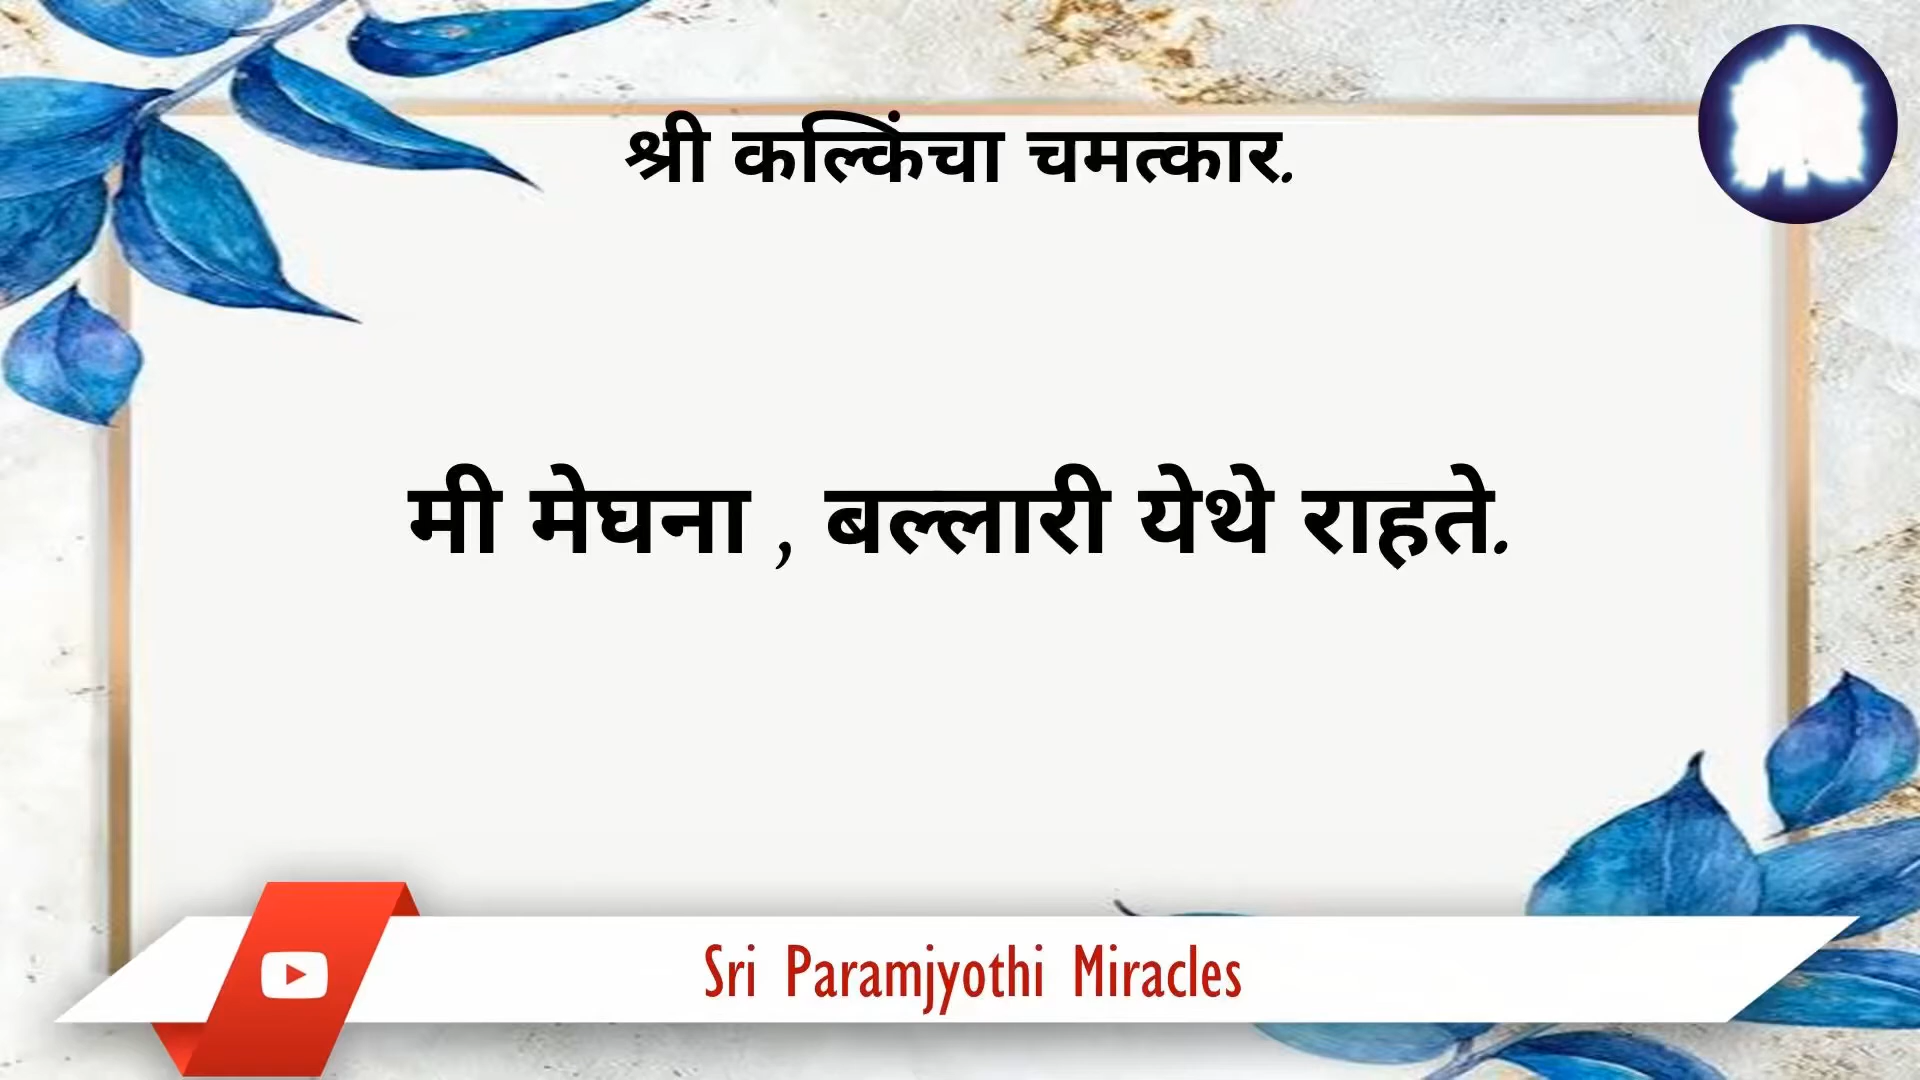 श्री कल्किंचा चमत्कार.
मी मेघना , बल्लारी येथे राहते.
Sri Paramjyothi Miracles